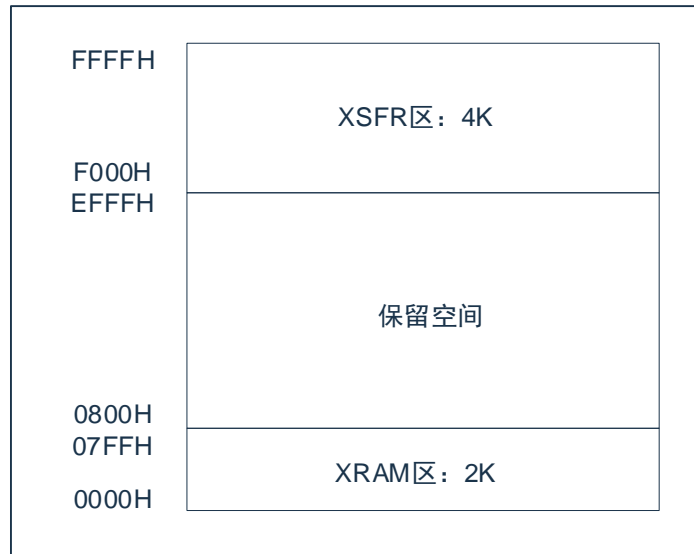 FFFFH
XSFR区：4K
F000H
EFFFH
保留空间
0800H
07FFH
XRAM区：2K
0000H